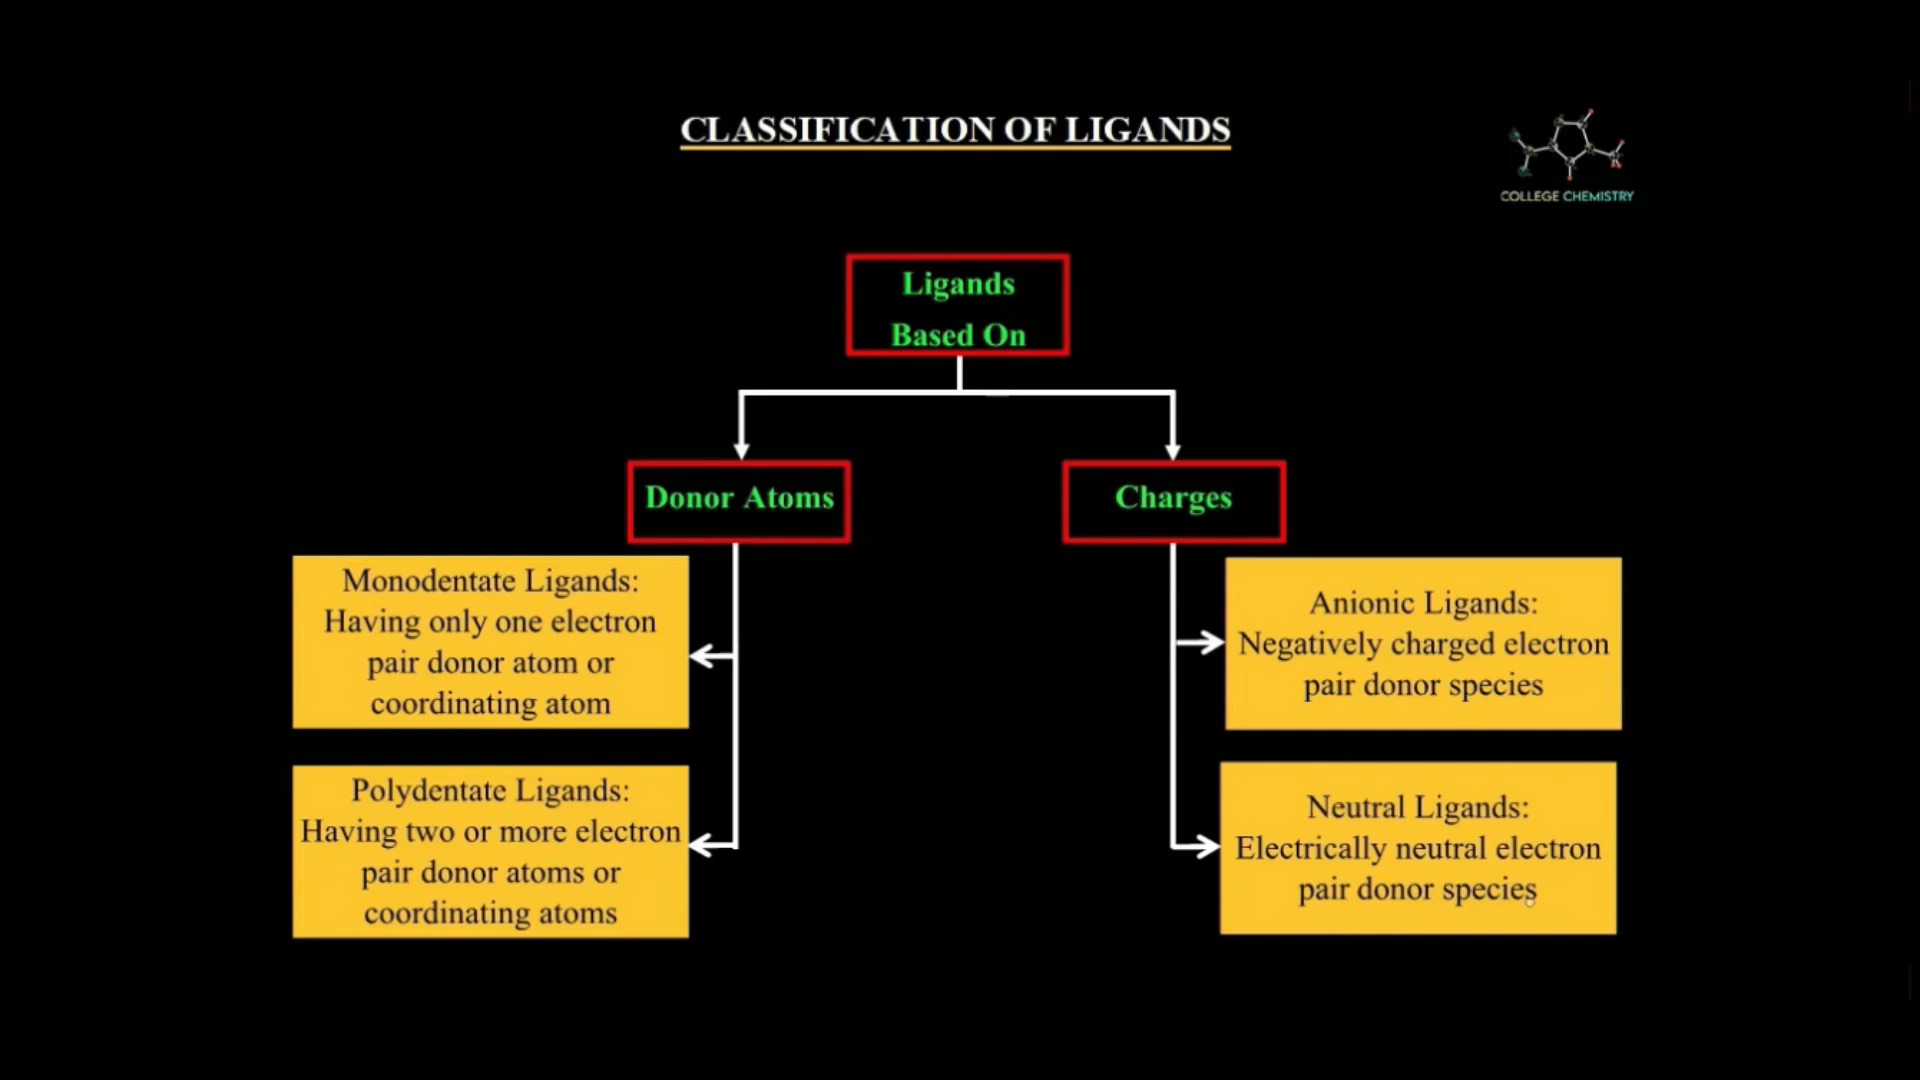 CLASSIFICATION OF LIGANDS
COLLEGE CHEMISTRY
Ligands
Based On
Donor Atoms
Charges
Monodentate Ligands:
Having only one electron
pair donor atom or
coordinating atom
Polydentate Ligands:
Having two or more electron
pair donor atoms or
coordinating atoms
Anionic Ligands:
Negatively charged electron
pair donor species
Neutral Ligands:
Electrically neutral electron
pair donor species